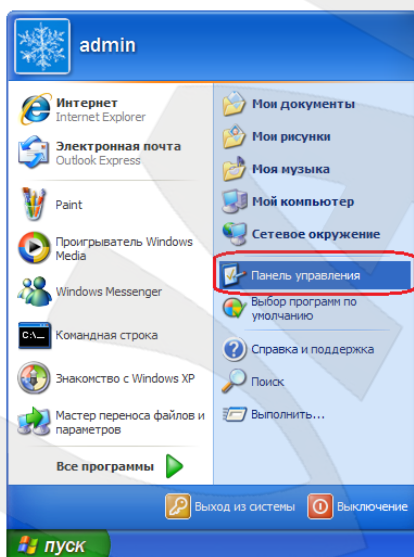 admin
Интернет
Internet Explorer
Электронная почта
Outlook Express
Paint
Проигрыватель Windows
Media
Windows Messenger
C:\_
Командная строка
Знакомство с Windows XP
Мастер переноса файлов и
параметров
Все программы
Мои документы
Мои рисунки
Моя музыка
Мой компьютер
Сетевое окружение
Панель управления
Выбор программ по
умолчанию
Справка и поддержка
Поиск
Выполнить...
Выход из системы
Выключение
пуск